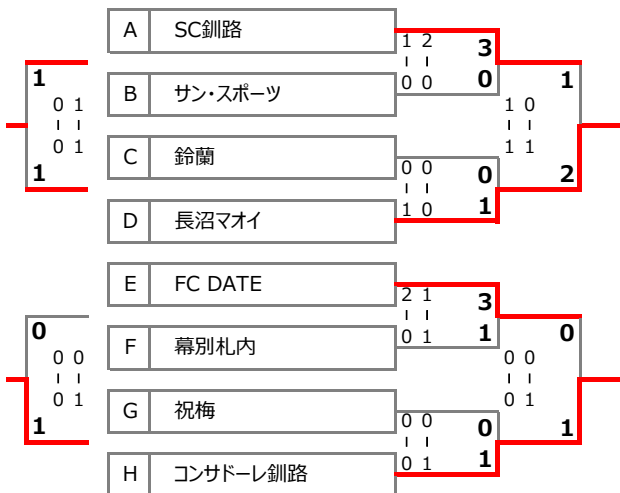 A SC釧路
1 2 3
1 0 0 0 1 1
B サン・スポーツ
0 1 1 0
0 1 1 1
C 鈴蘭
1 0 0 0 2
D 長沼マオイ
1 0 1
E FC DATE
2 1 3
0 0 1 1 0
F 幕別札内
0 0 0 0
0 1 0 1
G 祝梅
1 0 0 0 1
H コンサドーレ釧路
0 1 1